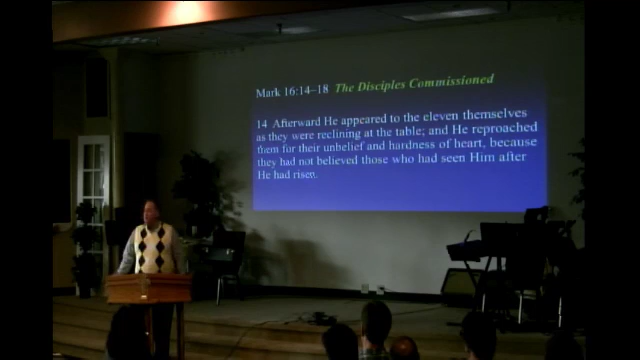 Mark 16:14–18 The Disciples Commissioned
14 Afterward He appeared to the eleven themselves
as they were reclining at the table; and He reproached
them for their unbelief and hardness of heart, because
they had not believed those who had seen Him after
He had risen.